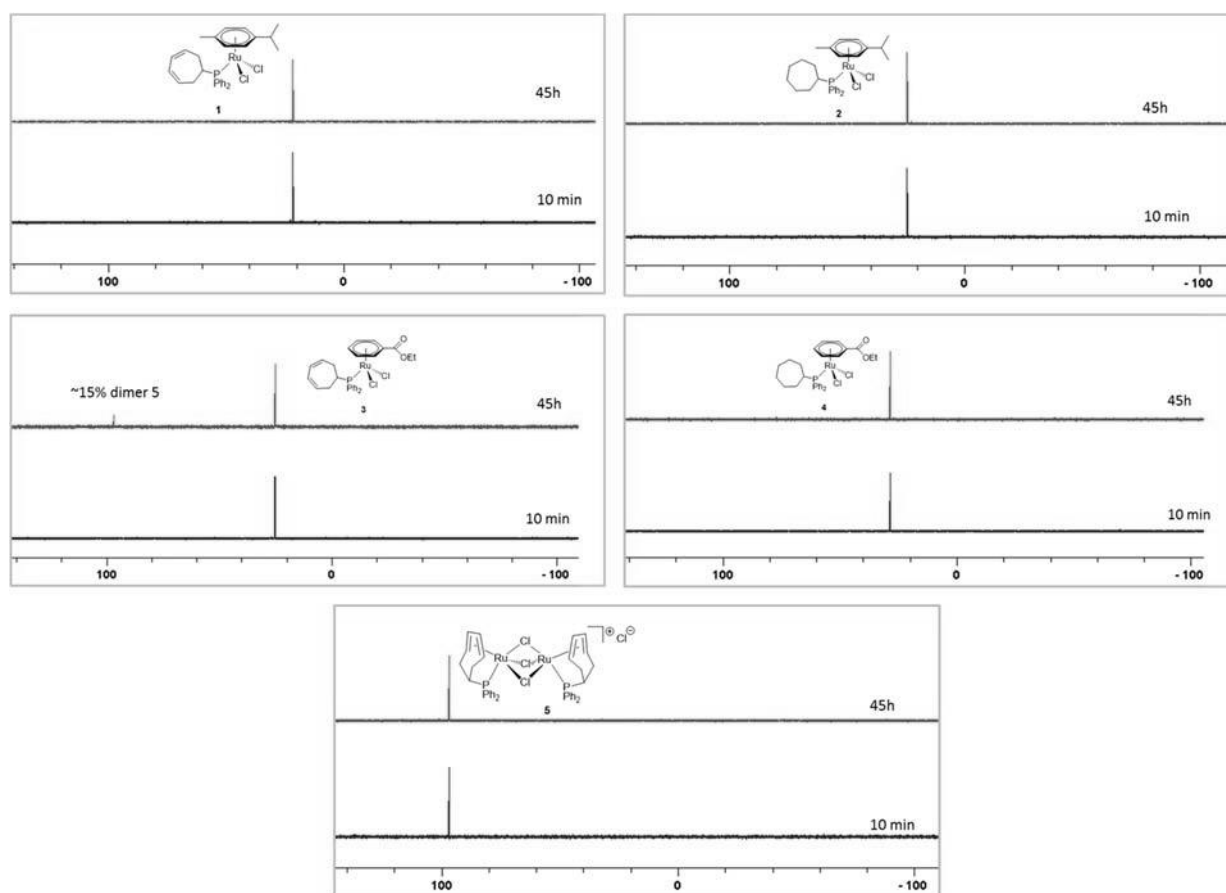 Ru
Cl
P
Cl
Ph2
1
45h
10 min
100
0
- 100
Ru
Cl
P
Cl
Ph2
2
45h
10 min
100
0
- 100
O
OEt
Ru
Cl
P
Cl
Ph2
3
~15% dimer 5
45h
10 min
100
0
- 100
O
OEt
Ru
Cl
P
Cl
Ph2
4
45h
10 min
100
0
- 100
Cl
⊕ Cl ⊖
Ru Cl Ru
Cl
P P
Ph2 Ph2
5
45h
10 min
100
0
- 100